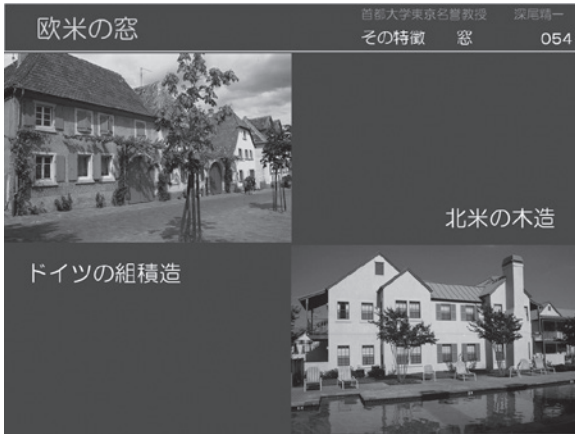 欧米の窓
首都大学東京名誉教授 深尾精一
その特徴 窓 054
北米の木造
ドイツの組積造